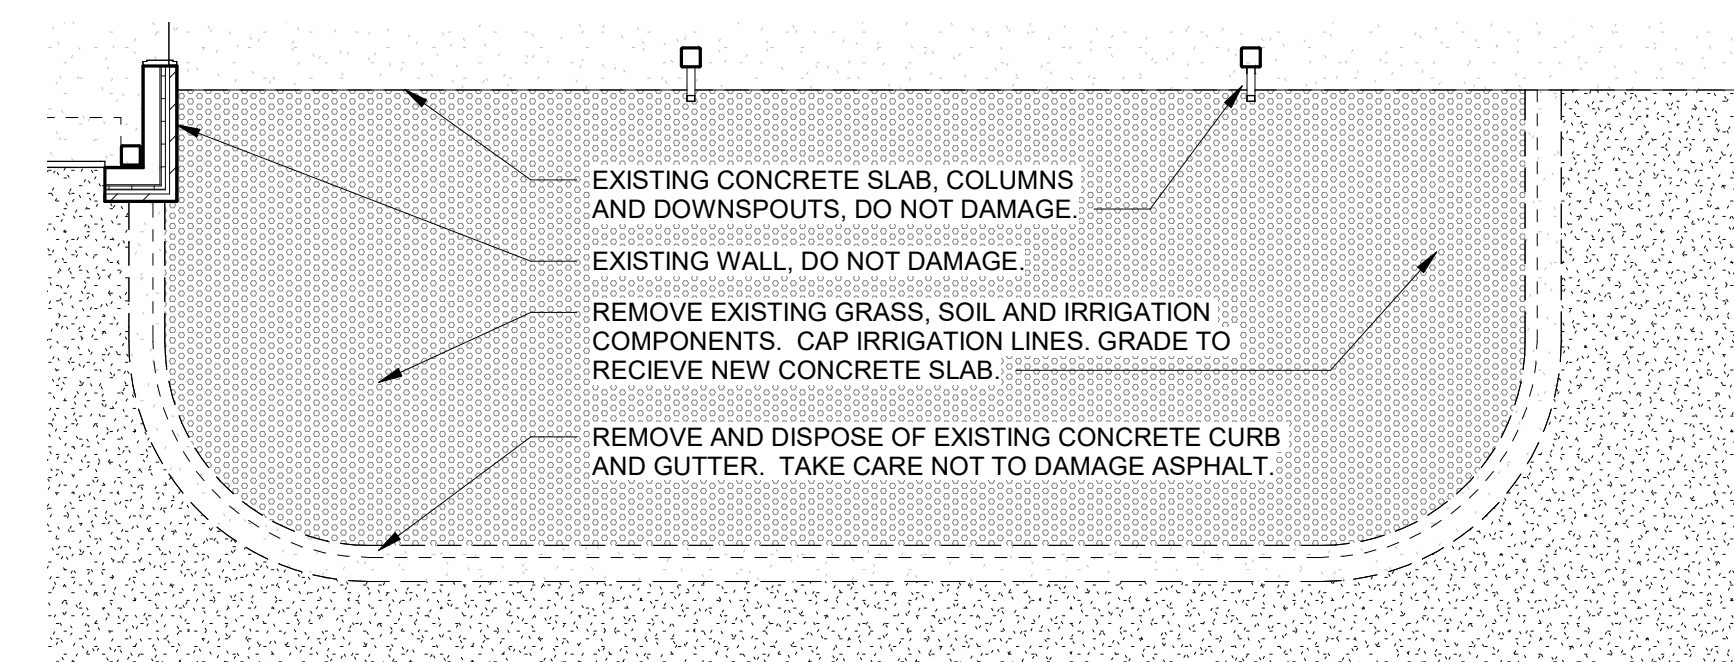 EXISTING CONCRETE SLAB, COLUMNS
AND DOWNSPOUTS, DO NOT DAMAGE.
EXISTING WALL, DO NOT DAMAGE.
REMOVE EXISTING GRASS, SOIL AND IRRIGATION
COMPONENTS.  CAP IRRIGATION LINES. GRADE TO
RECIEVE NEW CONCRETE SLAB.
REMOVE AND DISPOSE OF EXISTING CONCRETE CURB
AND GUTTER.  TAKE CARE NOT TO DAMAGE ASPHALT.